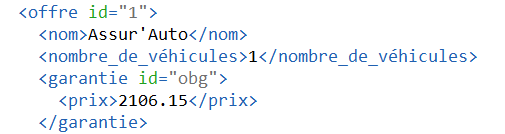 <offre id="1">
<nom>Assur'Auto</nom>
<nombre_de_véhicules>1</nombre_de_véhicules>
<garantie id="obg">
<prix>2106.15</prix>
</garantie>